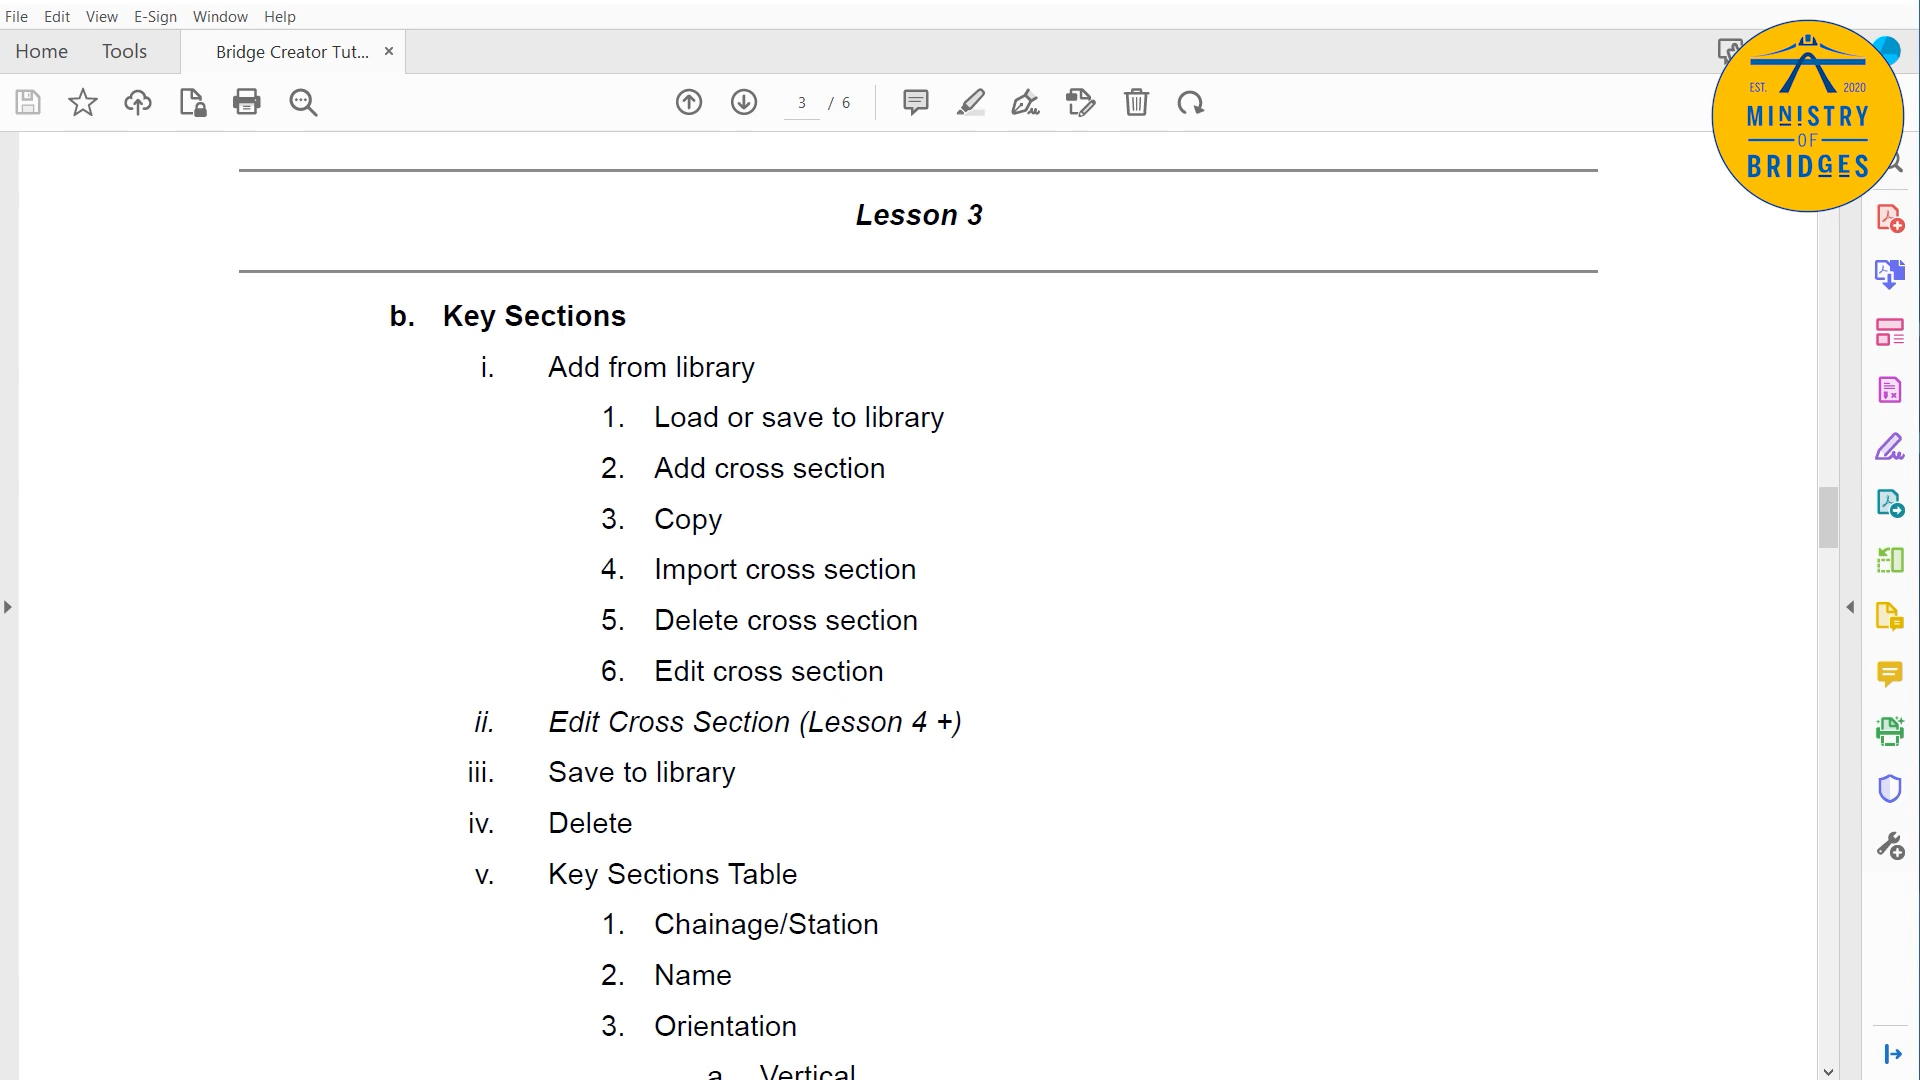 File Edit View E-Sign Window Help
Home Tools Bridge Creator Tut... ×
3 / 6
EST. 2020
MINISTRY
OF
BRIDGES
Lesson 3
b. Key Sections
i. Add from library
1. Load or save to library
2. Add cross section
3. Copy
4. Import cross section
5. Delete cross section
6. Edit cross section
ii. Edit Cross Section (Lesson 4 +)
iii. Save to library
iv. Delete
v. Key Sections Table
1. Chainage/Station
2. Name
3. Orientation
a Vertical